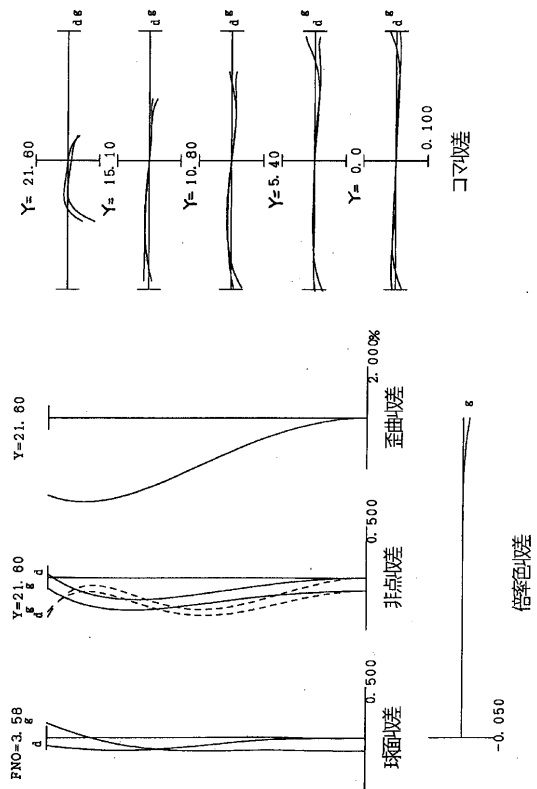 FNO=3.58
d
g
0.500
球面収差
Y=21.60
d
g
g
d
0.500
非点収差
Y=21.60
2.000%
歪曲収差
Y= 21.60
d g
Y= 15.10
d g
Y= 10.80
d g
Y= 5.40
d g
Y= 0.0
d g
0.100
コマ収差
g
-0.050
倍率色収差